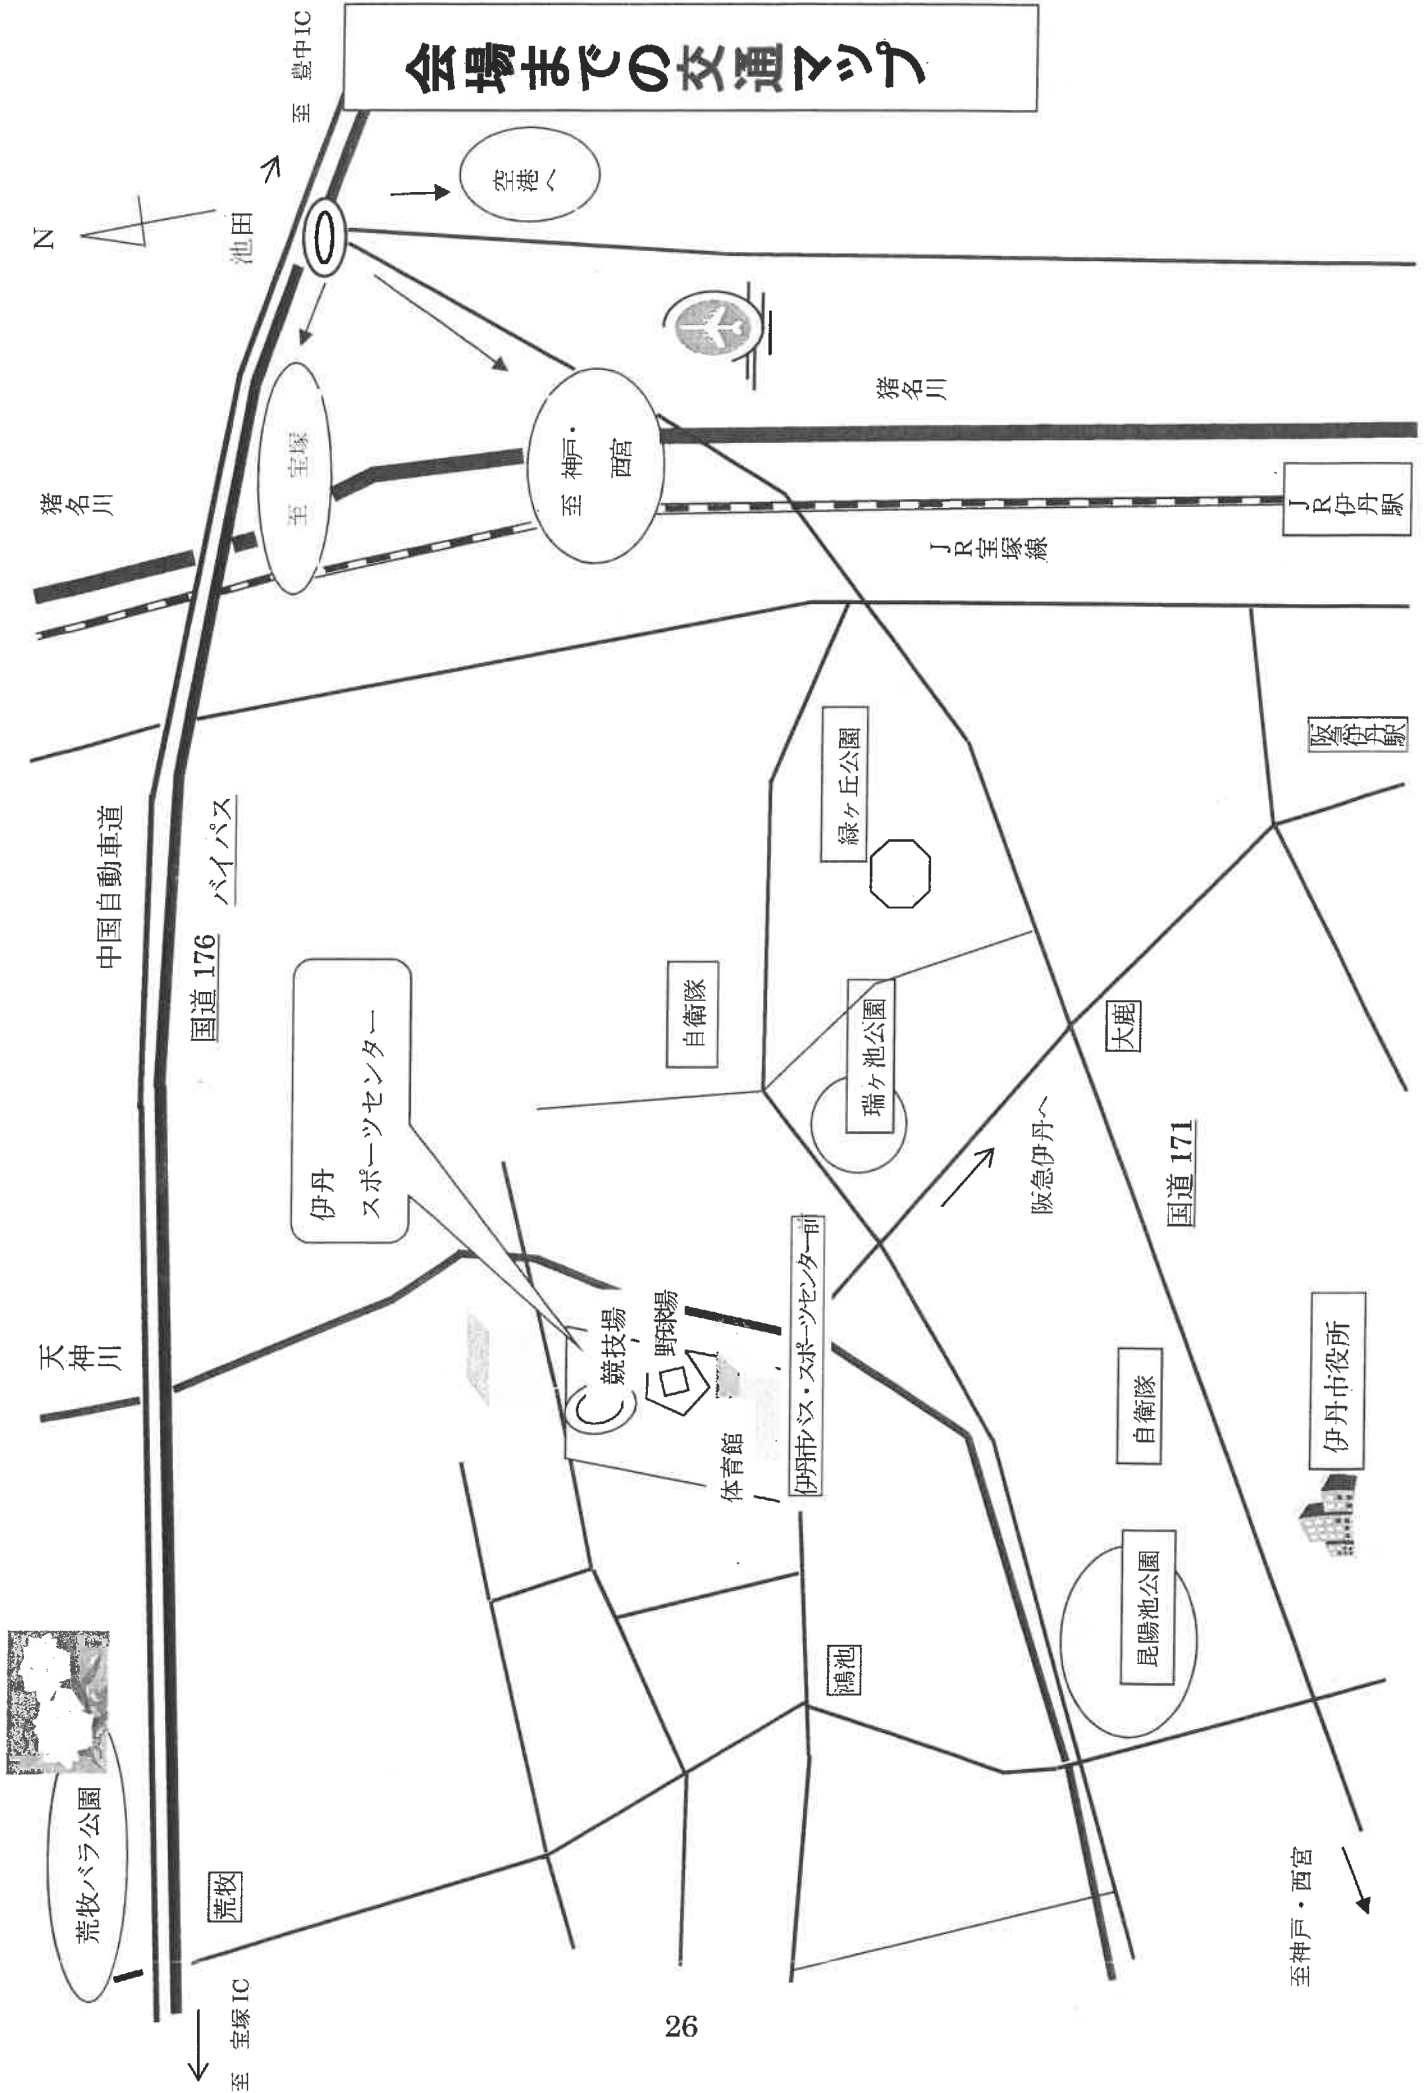 会場までの交通マップ
N
至 豊中IC
池田
空港へ
至 宝塚
至 神戸・
西宮
猪名川
猪名川
JR宝塚線
JR伊丹駅
阪急伊丹駅
中国自動車道
国道 176
バイパス
緑ヶ丘公園
自衛隊
瑞ヶ池公園
大鹿
伊丹
スポーツセンター
阪急伊丹へ
国道 171
天神川
競技場
野球場
体育館
伊丹市バス・スポーツセンター前
自衛隊
伊丹市役所
昆陽池公園
鴻池
荒牧バラ公園
荒牧
至 宝塚IC
至神戸・西宮
26